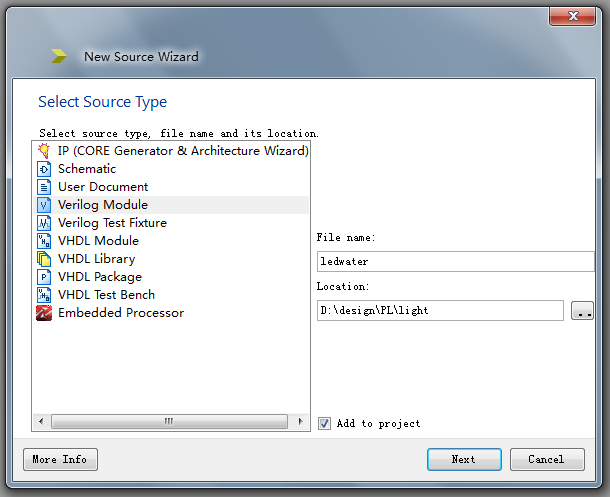 New Source Wizard
Select Source Type
Select source type, file name and its location.
IP (CORE Generator & Architecture Wizard)
Schematic
User Document
Verilog Module
Verilog Test Fixture
VHDL Module
VHDL Library
VHDL Package
VHDL Test Bench
Embedded Processor
File name:
ledwater
Location:
D:\design\PL\light
...
Add to project
More Info
Next
Cancel